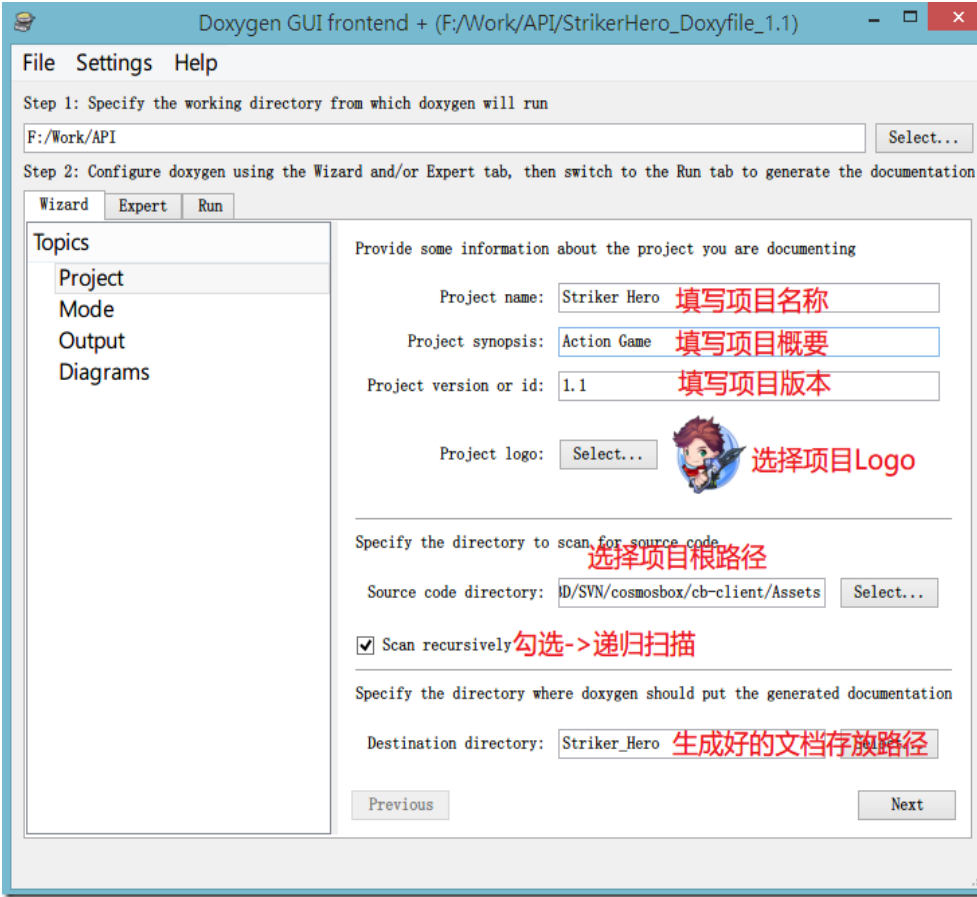 Doxygen GUI frontend + (F:/Work/API/StrikerHero_Doxyfile_1.1)
File Settings Help
Step 1: Specify the working directory from which doxygen will run
F:/Work/API Select...
Step 2: Configure doxygen using the Wizard and/or Expert tab, then switch to the Run tab to generate the documentation
Wizard Expert Run
Topics
Project
Mode
Output
Diagrams
Provide some information about the project you are documenting
Project name: Striker Hero 填写项目名称
Project synopsis: Action Game 填写项目概要
Project version or id: 1.1 填写项目版本
Project logo: Select... 选择项目Logo
Specify the directory to scan for source code
选择项目根路径
Source code directory: D/SVN/cosmosbox/cb-client/Assets Select...
Scan recursively 勾选->递归扫描
Specify the directory where doxygen should put the generated documentation
Destination directory: Striker_Hero 生成好的文档存放路径 Select...
Previous Next